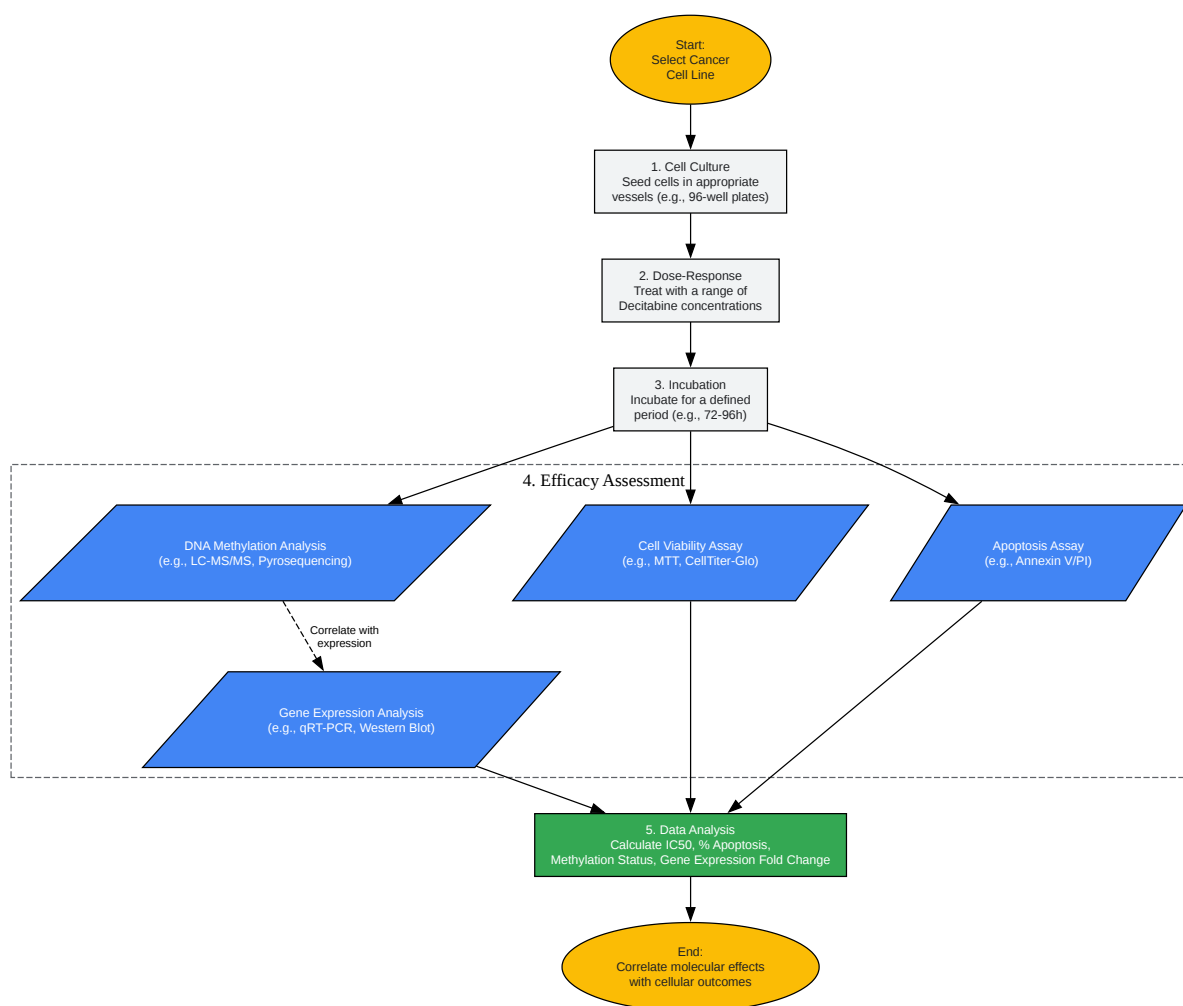 Start:
Select Cancer
Cell Line
1. Cell Culture
Seed cells in appropriate
vessels (e.g., 96-well plates)
2. Dose-Response
Treat with a range of
Decitabine concentrations
3. Incubation
Incubate for a defined
period (e.g., 72-96h)
4. Efficacy Assessment
DNA Methylation Analysis
(e.g., LC-MS/MS, Pyrosequencing)
Cell Viability Assay
(e.g., MTT, CellTiter-Glo)
Apoptosis Assay
(e.g., Annexin V/PI)
Correlate with
expression
Gene Expression Analysis
(e.g., qRT-PCR, Western Blot)
5. Data Analysis
Calculate IC50, % Apoptosis,
Methylation Status, Gene Expression Fold Change
End:
Correlate molecular effects
with cellular outcomes